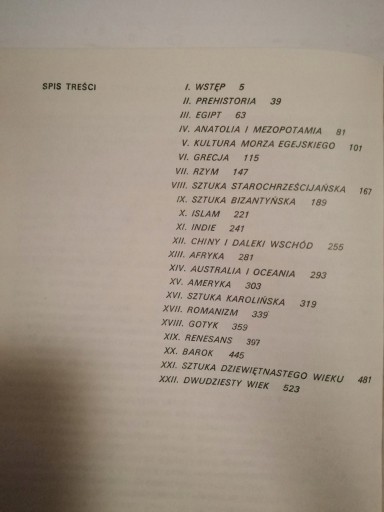 SPIS TREŚCI
I. WSTĘP 5
II. PREHISTORIA 39
III. EGIPT 63
IV. ANATOLIA I MEZOPOTAMIA 81
V. KULTURA MORZA EGEJSKIEGO 101
VI. GRECJA 115
VII. RZYM 147
VIII. SZTUKA STAROCHRZEŚCIJAŃSKA 167
IX. SZTUKA BIZANTYŃSKA 189
X. ISLAM 221
XI. INDIE 241
XII. CHINY I DALEKI WSCHÓD 255
XIII. AFRYKA 281
XIV. AUSTRALIA I OCEANIA 293
XV. AMERYKA 303
XVI. SZTUKA KAROLIŃSKA 319
XVII. ROMANIZM 339
XVIII. GOTYK 359
XIX. RENESANS 397
XX. BAROK 445
XXI. SZTUKA DZIEWIĘTNASTEGO WIEKU 481
XXII. DWUDZIESTY WIEK 523